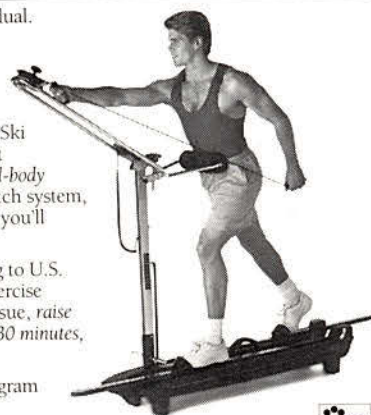 dual.
Ski
l-body
tch system,
you'll
g to U.S.
ercise
sue, raise
30 minutes,
gram